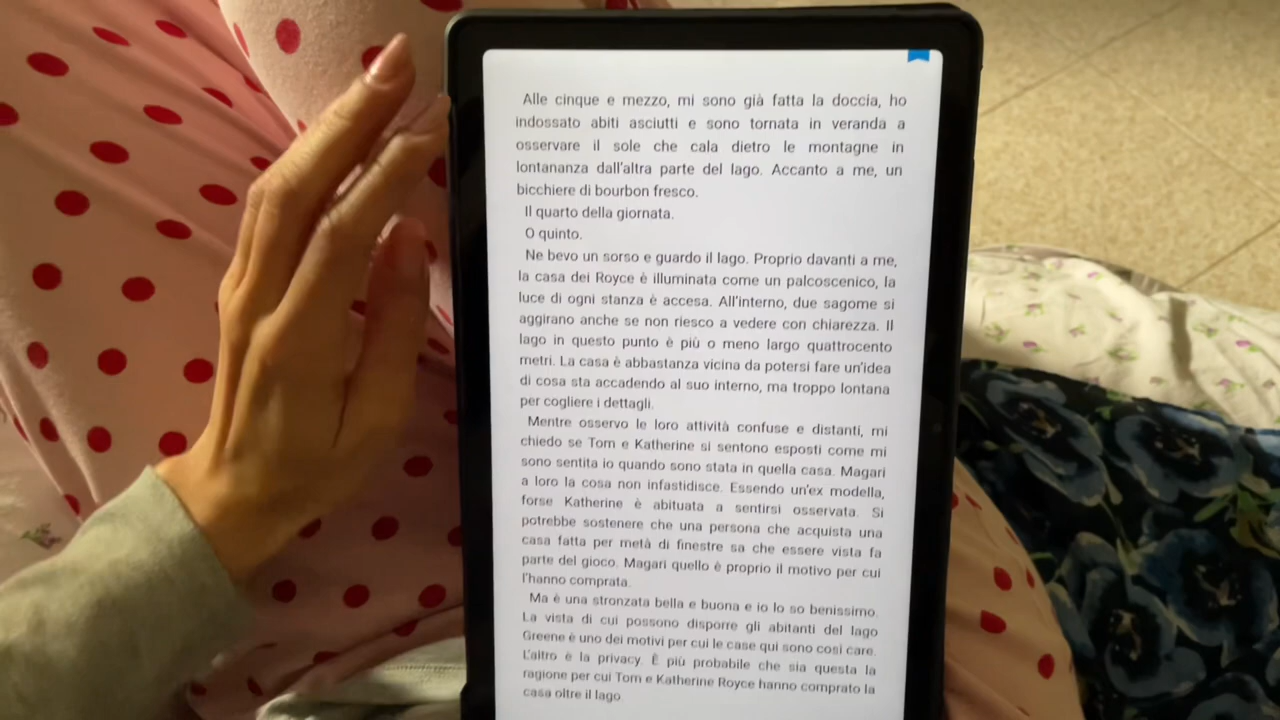 Alle cinque e mezzo, mi sono già fatta la doccia, ho
indossato abiti asciutti e sono tornata in veranda a
osservare il sole che cala dietro le montagne in
lontananza dall'altra parte del lago. Accanto a me, un
bicchiere di bourbon fresco.
Il quarto della giornata.
O quinto.
Ne bevo un sorso e guardo il lago. Proprio davanti a me,
la casa dei Royce è illuminata come un palcoscenico, la
luce di ogni stanza è accesa. All'interno, due sagome si
aggirano anche se non riesco a vedere con chiarezza. Il
lago in questo punto è più o meno largo quattrocento
metri. La casa è abbastanza vicina da potersi fare un'idea
di cosa sta accadendo al suo interno, ma troppo lontana
per cogliere i dettagli.
Mentre osservo le loro attività confuse e distanti, mi
chiedo se Tom e Katherine si sentono esposti come mi
sono sentita io quando sono stata in quella casa. Magari
a loro la cosa non infastidisce. Essendo un'ex modella,
forse Katherine è abituata a sentirsi osservata. Si
potrebbe sostenere che una persona che acquista una
casa fatta per metà di finestre sa che essere vista fa
parte del gioco. Magari quello è proprio il motivo per cui
l'hanno comprata.
Ma è una stronzata bella e buona e io lo so benissimo.
La vista di cui possono disporre gli abitanti del lago
Greene è uno dei motivi per cui le case qui sono così care.
L'altro è la privacy. È più probabile che sia questa la
ragione per cui Tom e Katherine Royce hanno comprato la
casa oltre il lago.